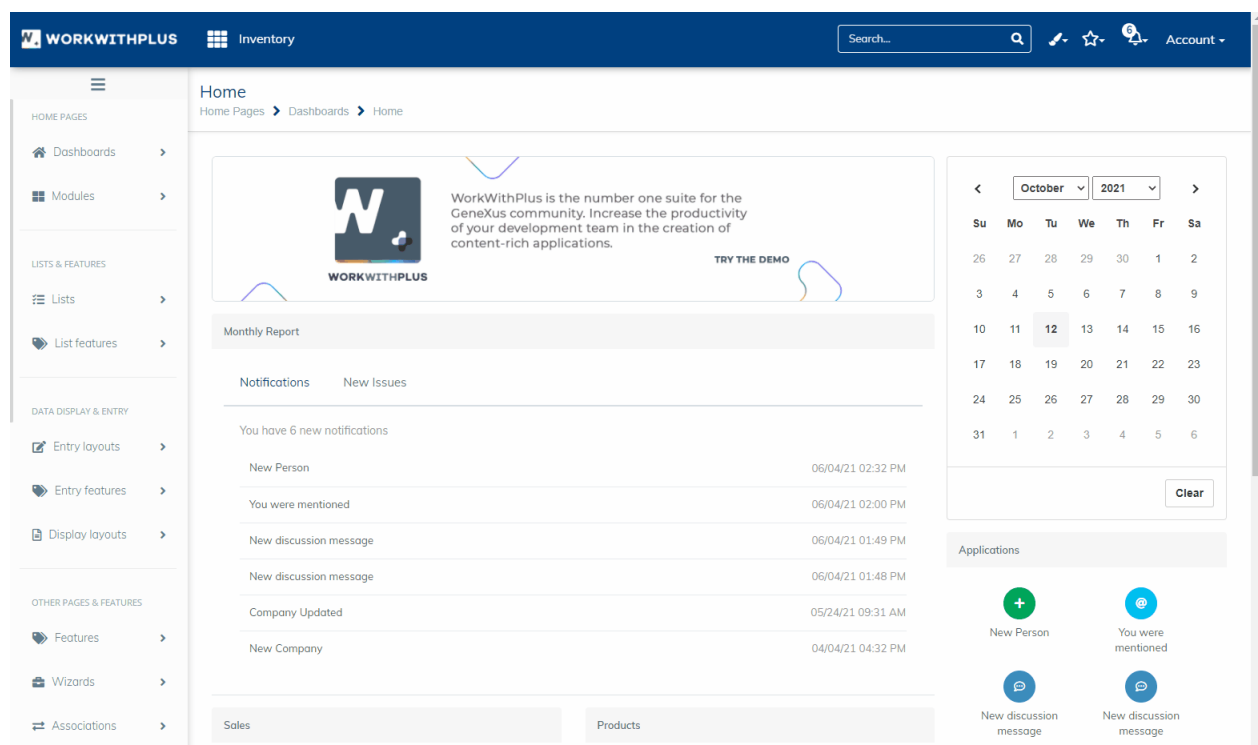 WORKWITHPLUS
Inventory
Search...
6
Account
HOME PAGES
Dashboards
Modules
LISTS & FEATURES
Lists
List features
DATA DISPLAY & ENTRY
Entry layouts
Entry features
Display layouts
OTHER PAGES & FEATURES
Features
Wizards
Associations
Home
Home Pages > Dashboards > Home
WORKWITHPLUS
WorkWithPlus is the number one suite for the
GeneXus community. Increase the productivity
of your development team in the creation of
content-rich applications.
TRY THE DEMO
Monthly Report
Notifications New Issues
You have 6 new notifications
New Person 06/04/21 02:32 PM
You were mentioned 06/04/21 02:00 PM
New discussion message 06/04/21 01:49 PM
New discussion message 06/04/21 01:48 PM
Company Updated 05/24/21 09:31 AM
New Company 04/04/21 04:32 PM
Sales Products
October 2021
Su Mo Tu We Th Fr Sa
26 27 28 29 30 1 2
3 4 5 6 7 8 9
10 11 12 13 14 15 16
17 18 19 20 21 22 23
24 25 26 27 28 29 30
31 1 2 3 4 5 6
Clear
Applications
+ @
New Person You were
mentioned
New discussion New discussion
message message